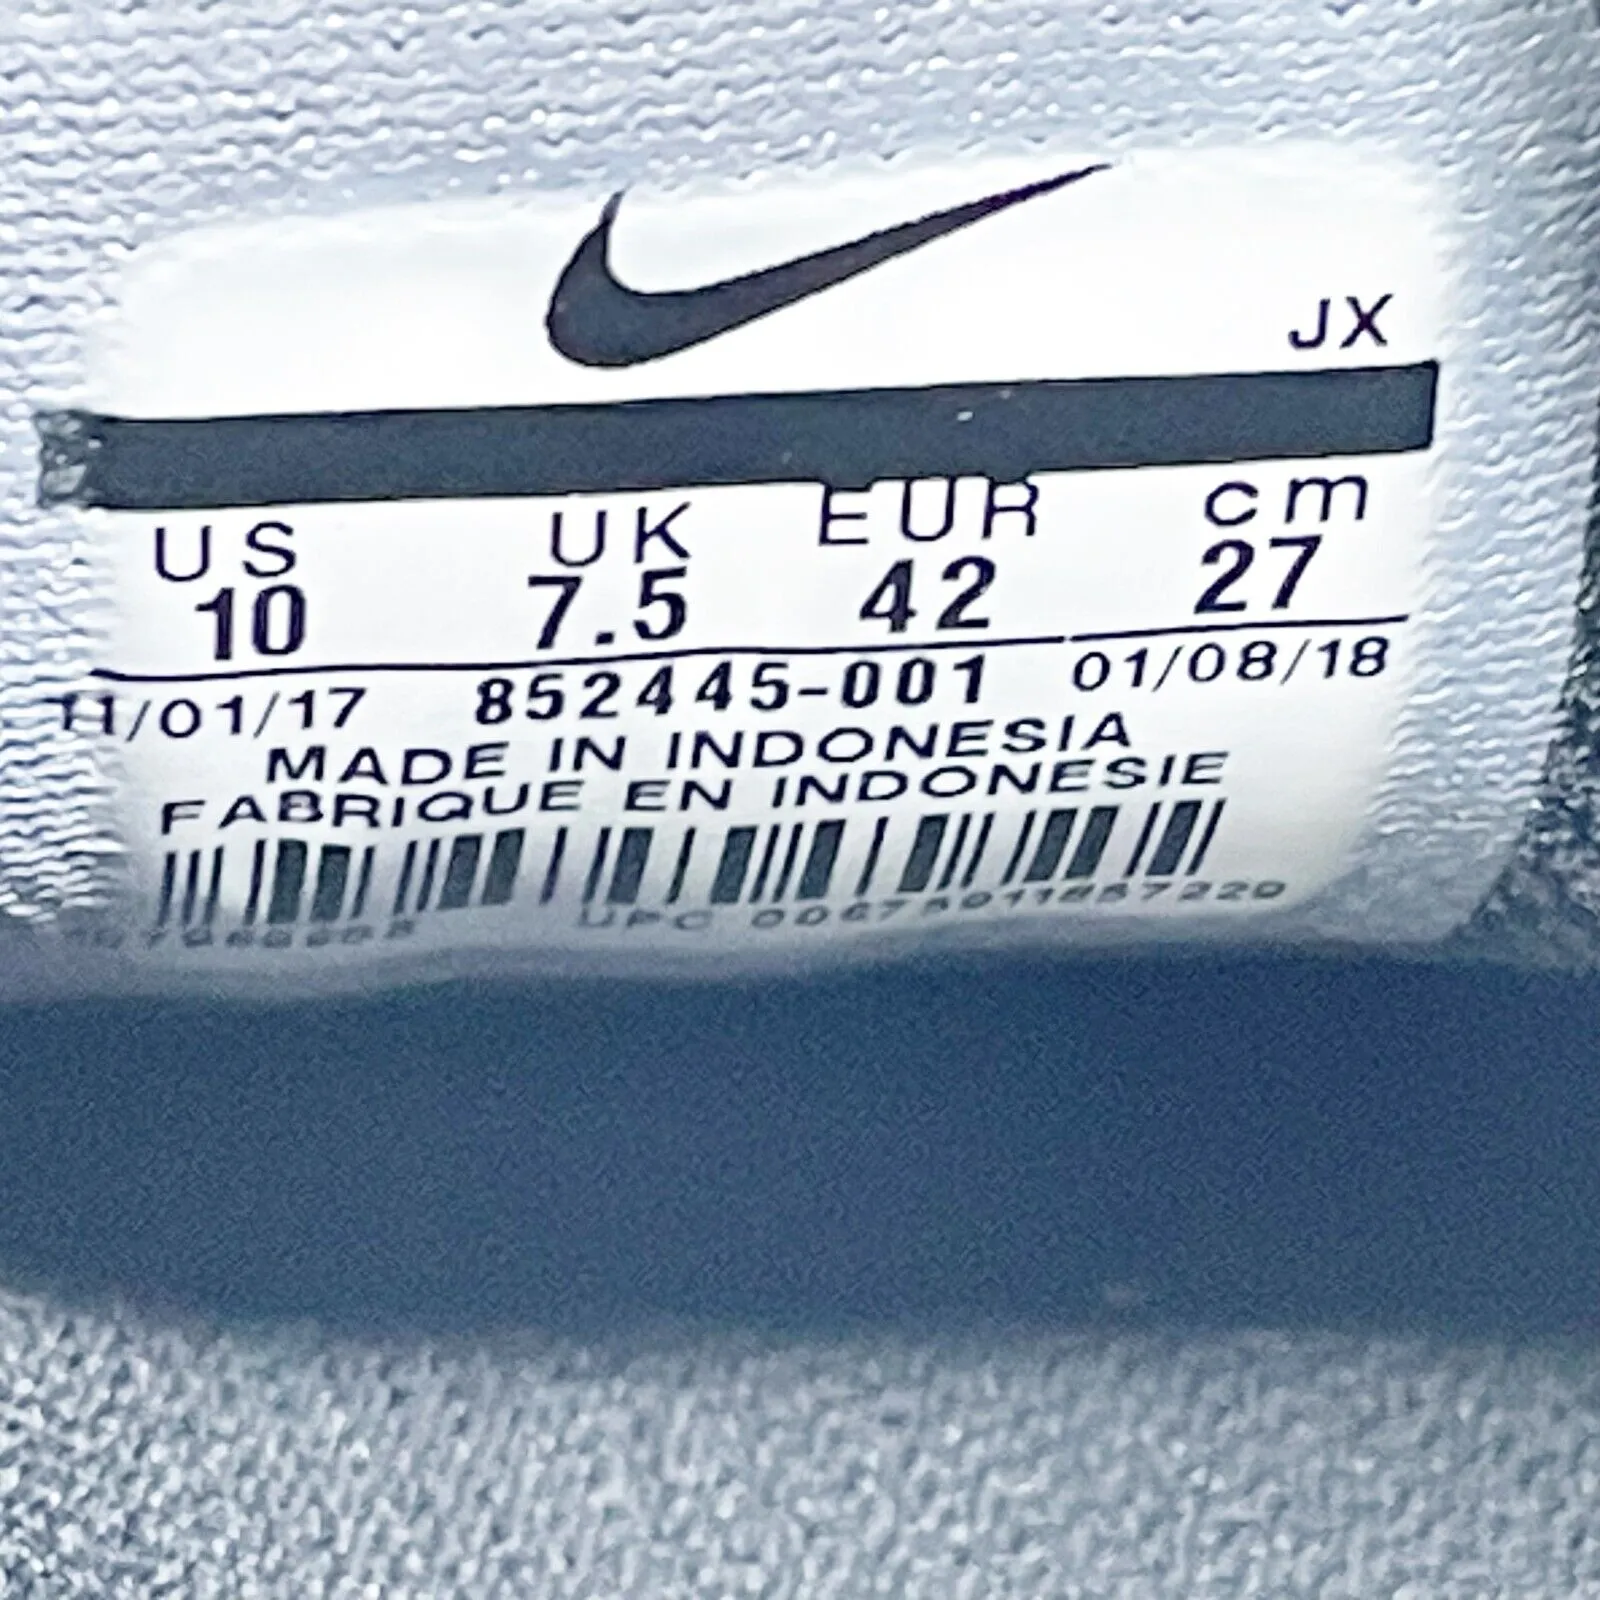 JX
US UK EUR cm
10 7.5 42 27
11/01/17 852445-001 01/08/18
MADE IN INDONESIA
FABRIQUE EN INDONESIE
UPC